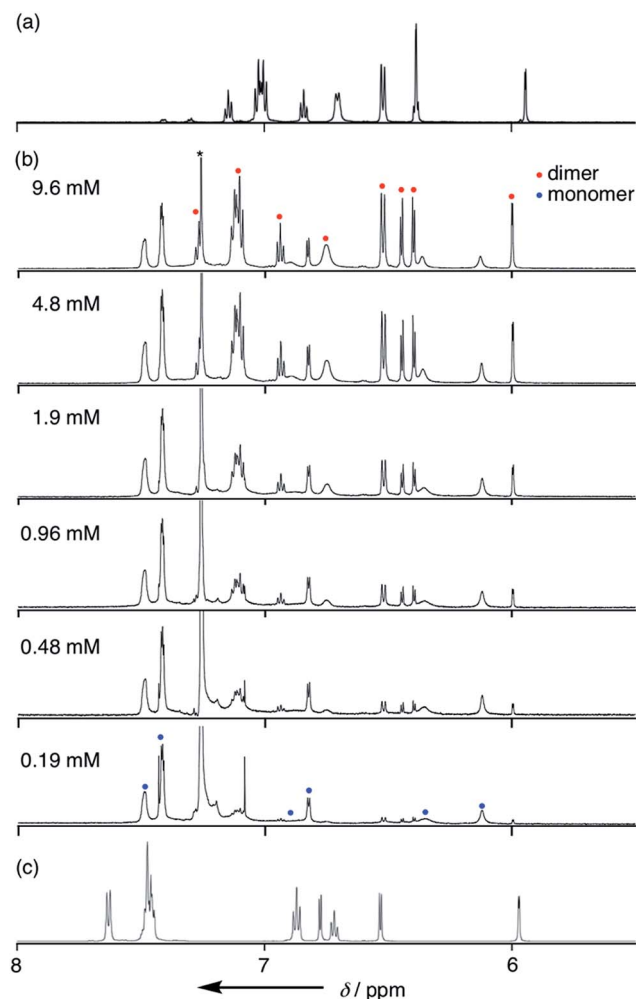 (a)
(b)
*
9.6 mM
dimer
monomer
4.8 mM
1.9 mM
0.96 mM
0.48 mM
0.19 mM
(c)
8 7 6
δ / ppm